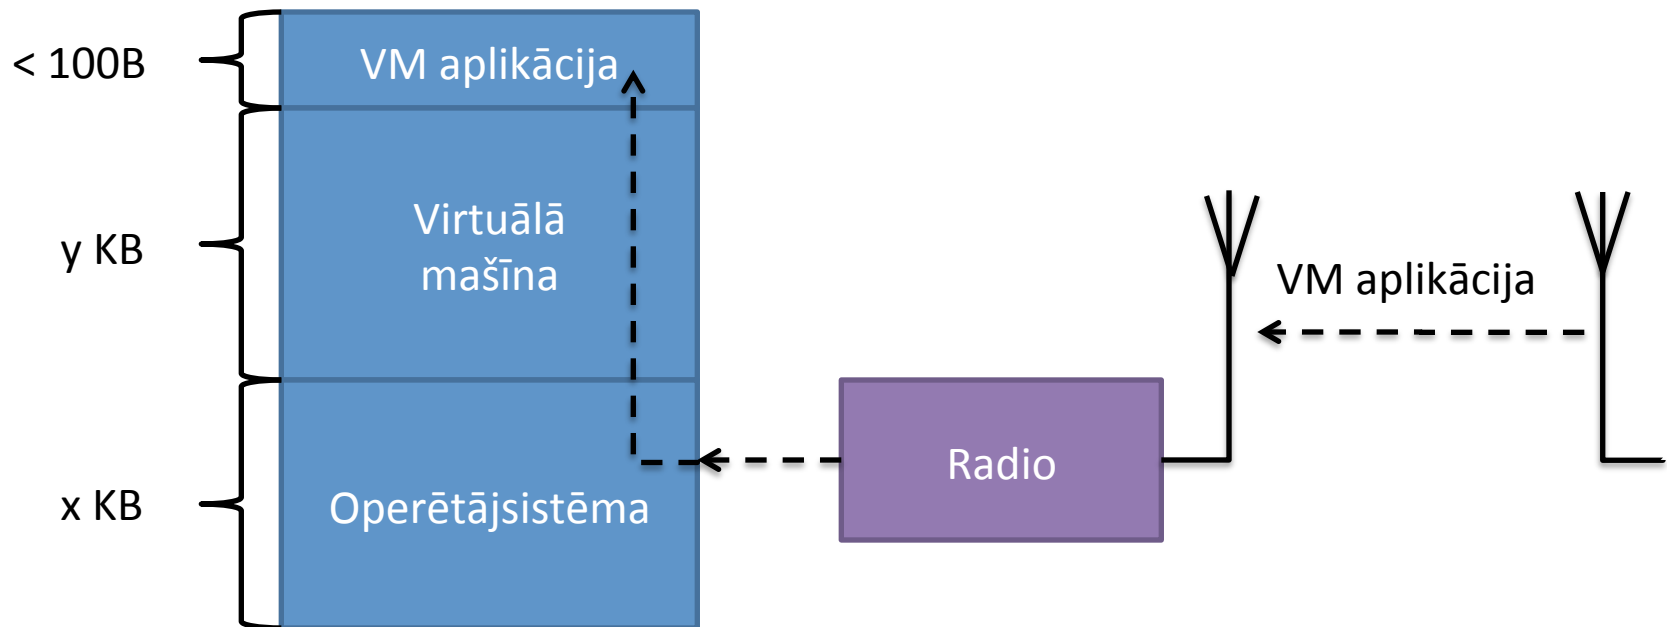 < 100B
VM aplikācija
y KB
Virtuālā
mašīna
VM aplikācija
x KB
Operētājsistēma
Radio